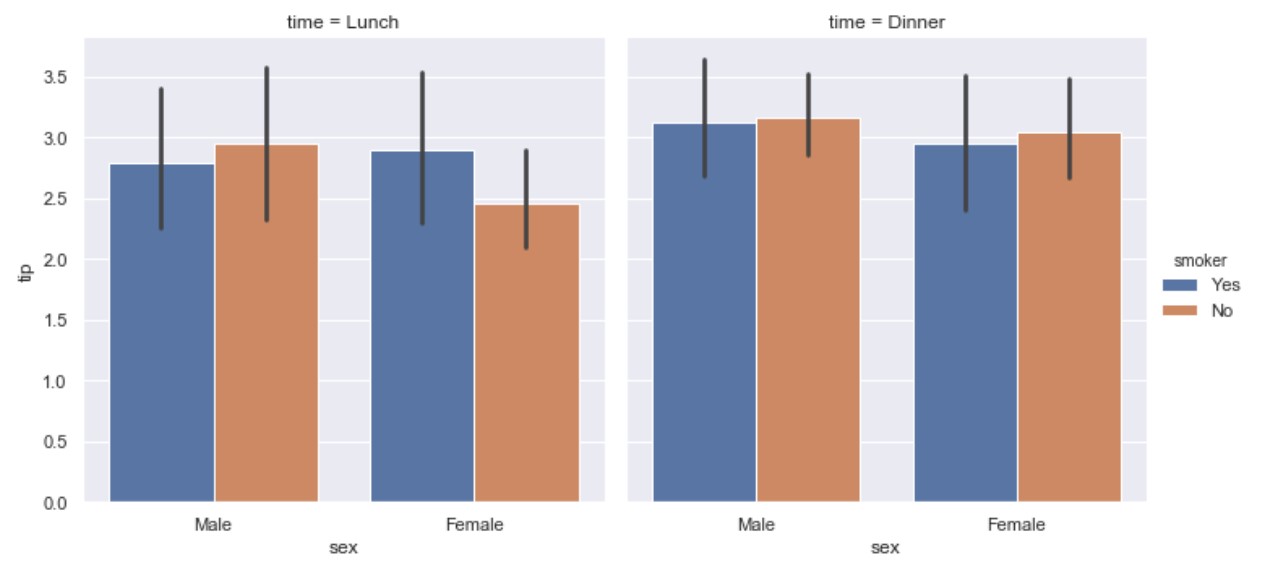 time = Lunch
time = Dinner
3.5
3.0
2.5
2.0
1.5
1.0
0.5
0.0
tip
Male
Female
sex
Male
Female
sex
smoker
Yes
No